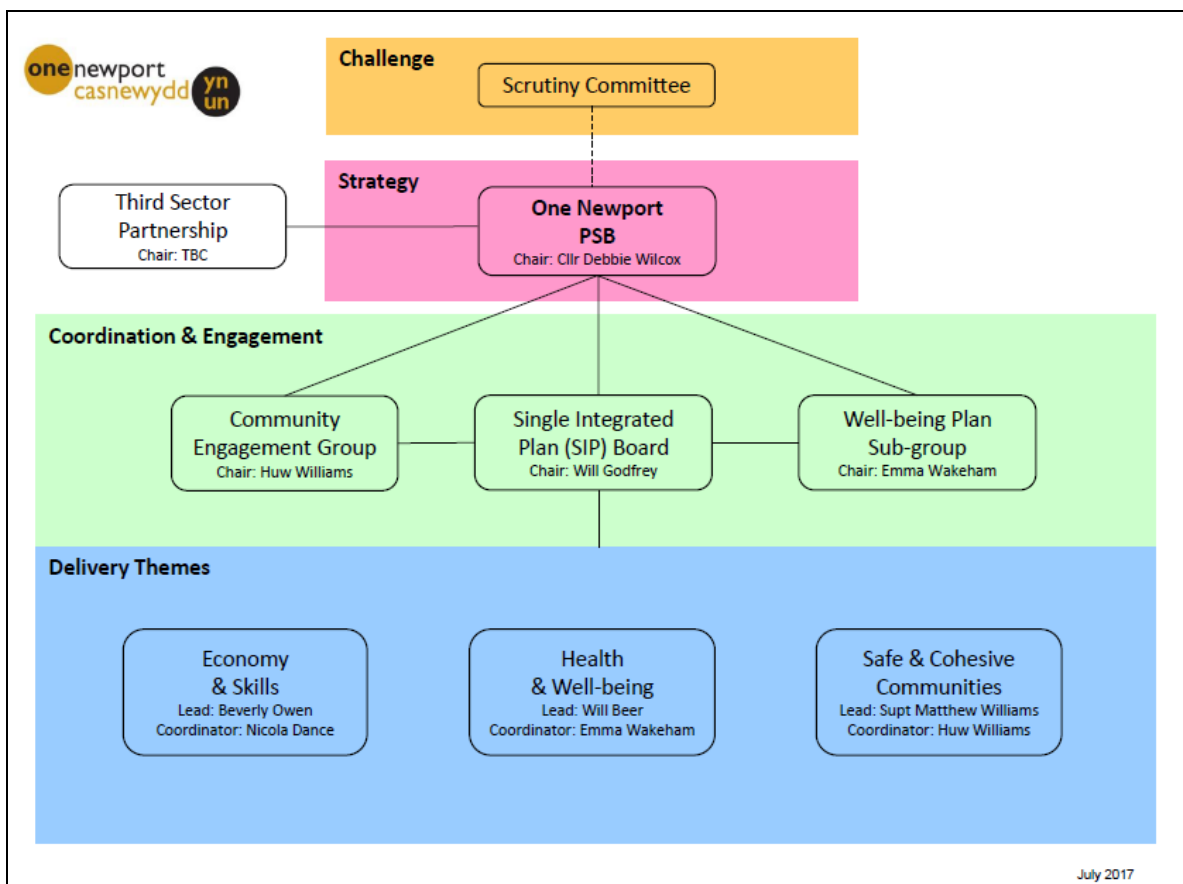 one newport
casnewydd yn
un
Challenge
Scrutiny Committee
Strategy
Third Sector
Partnership
Chair: TBC
One Newport
PSB
Chair: Cllr Debbie Wilcox
Coordination & Engagement
Community
Engagement Group
Chair: Huw Williams
Single Integrated
Plan (SIP) Board
Chair: Will Godfrey
Well-being Plan
Sub-group
Chair: Emma Wakeham
Delivery Themes
Economy
& Skills
Lead: Beverly Owen
Coordinator: Nicola Dance
Health
& Well-being
Lead: Will Beer
Coordinator: Emma Wakeham
Safe & Cohesive
Communities
Lead: Supt Matthew Williams
Coordinator: Huw Williams
July 2017